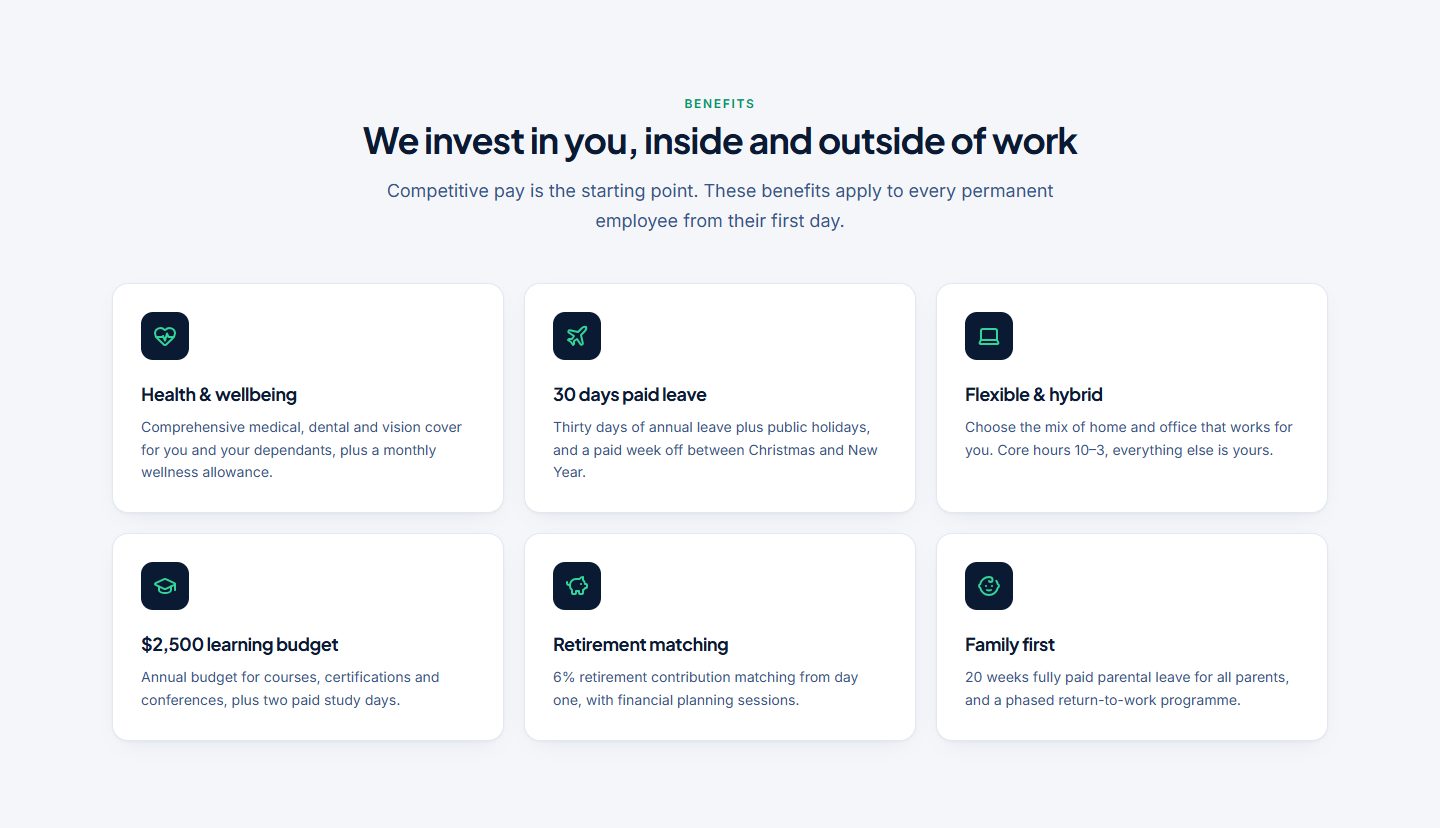 BENEFITS
We invest in you, inside and outside of work
Competitive pay is the starting point. These benefits apply to every permanent
employee from their first day.
Health & wellbeing
Comprehensive medical, dental and vision cover
for you and your dependants, plus a monthly
wellness allowance.
30 days paid leave
Thirty days of annual leave plus public holidays,
and a paid week off between Christmas and New
Year.
Flexible & hybrid
Choose the mix of home and office that works for
you. Core hours 10–3, everything else is yours.
$2,500 learning budget
Annual budget for courses, certifications and
conferences, plus two paid study days.
Retirement matching
6% retirement contribution matching from day
one, with financial planning sessions.
Family first
20 weeks fully paid parental leave for all parents,
and a phased return-to-work programme.